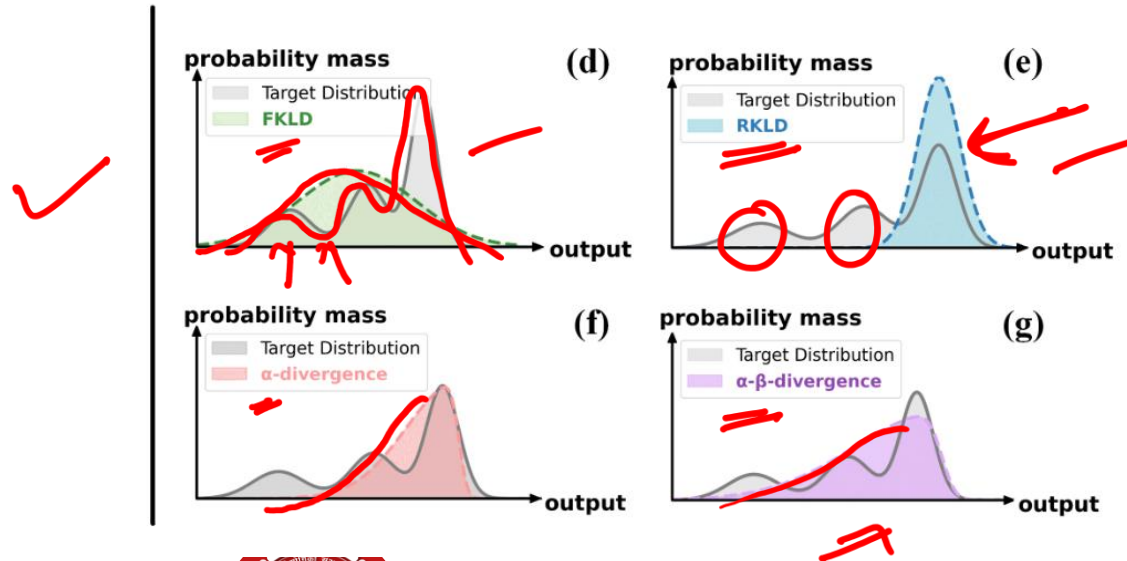 probability mass
(d)
Target Distribution
FKLD
output
probability mass
(e)
Target Distribution
RKLD
output
probability mass
(f)
Target Distribution
α-divergence
output
probability mass
(g)
Target Distribution
α-β-divergence
output